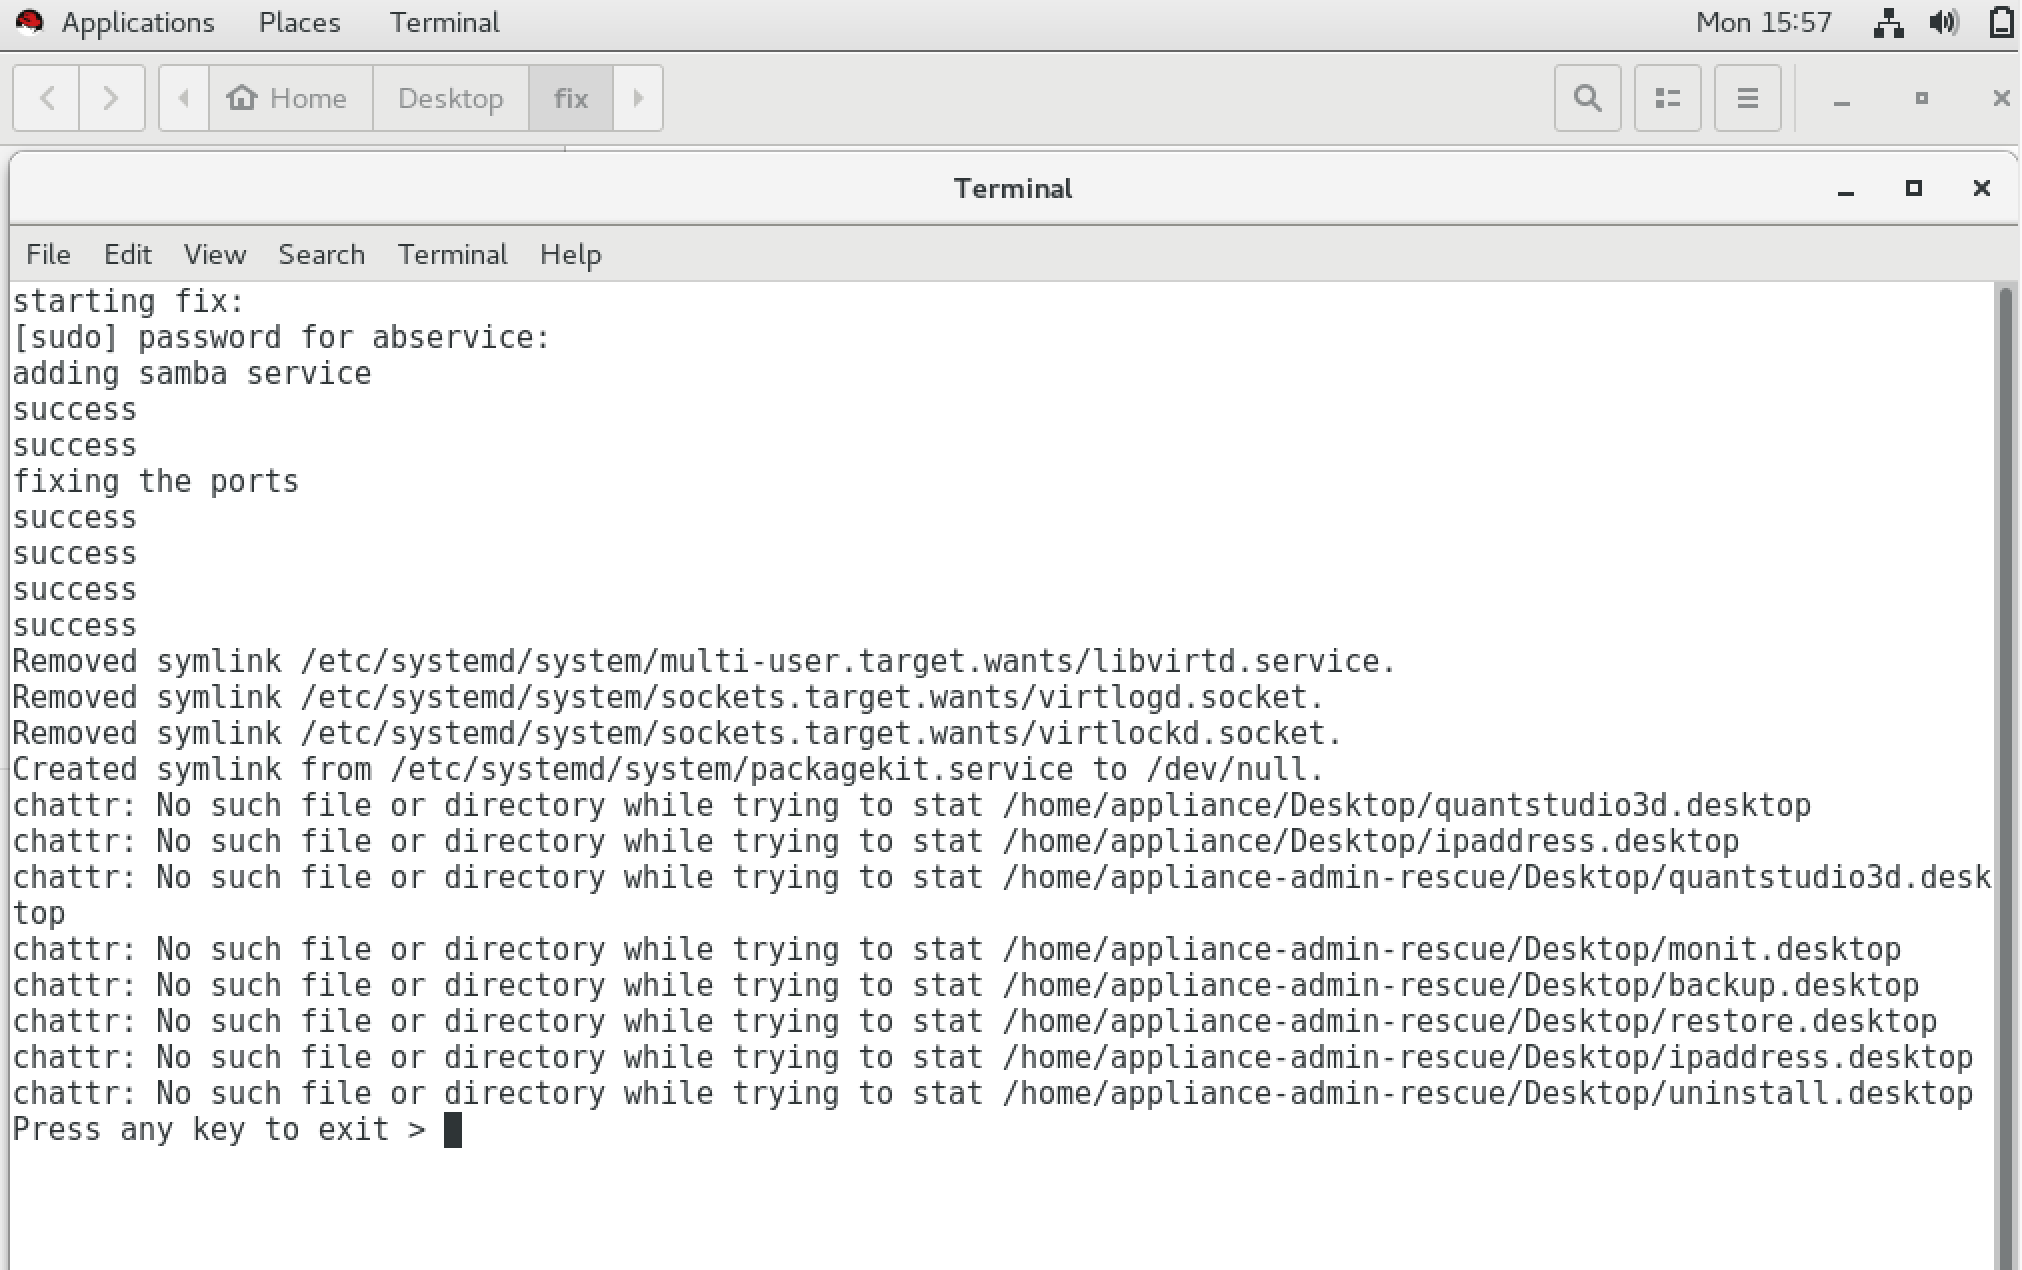 Applications Places Terminal Mon 15:57
Home Desktop fix
Terminal
File Edit View Search Terminal Help
starting fix:
[sudo] password for abservice:
adding samba service
success
success
fixing the ports
success
success
success
success
Removed symlink /etc/systemd/system/multi-user.target.wants/libvirtd.service.
Removed symlink /etc/systemd/system/sockets.target.wants/virtlogd.socket.
Removed symlink /etc/systemd/system/sockets.target.wants/virtlockd.socket.
Created symlink from /etc/systemd/system/packagekit.service to /dev/null.
chattr: No such file or directory while trying to stat /home/appliance/Desktop/quantstudio3d.desktop
chattr: No such file or directory while trying to stat /home/appliance/Desktop/ipaddress.desktop
chattr: No such file or directory while trying to stat /home/appliance-admin-rescue/Desktop/quantstudio3d.desk
top
chattr: No such file or directory while trying to stat /home/appliance-admin-rescue/Desktop/monit.desktop
chattr: No such file or directory while trying to stat /home/appliance-admin-rescue/Desktop/backup.desktop
chattr: No such file or directory while trying to stat /home/appliance-admin-rescue/Desktop/restore.desktop
chattr: No such file or directory while trying to stat /home/appliance-admin-rescue/Desktop/ipaddress.desktop
chattr: No such file or directory while trying to stat /home/appliance-admin-rescue/Desktop/uninstall.desktop
Press any key to exit >